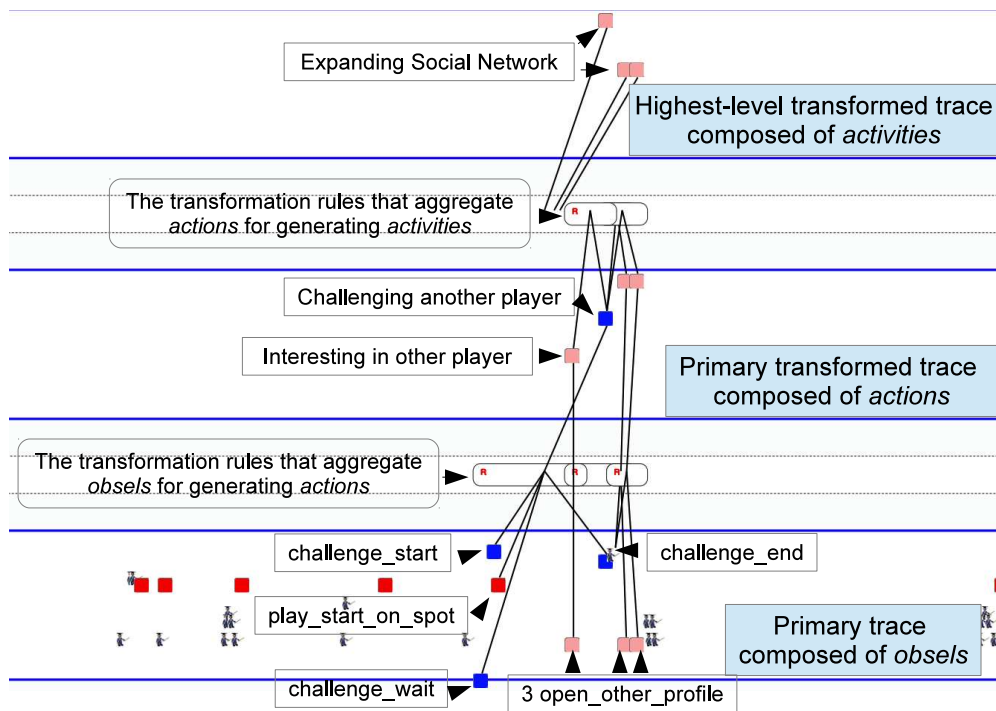 Expanding Social Network
Highest-level transformed trace
composed of activities
The transformation rules that aggregate
actions for generating activities
R
Challenging another player
Interesting in other player
Primary transformed trace
composed of actions
The transformation rules that aggregate
obsels for generating actions
R
R
R
challenge_start
challenge_end
play_start_on_spot
Primary trace
composed of obsels
challenge_wait
3 open_other_profile